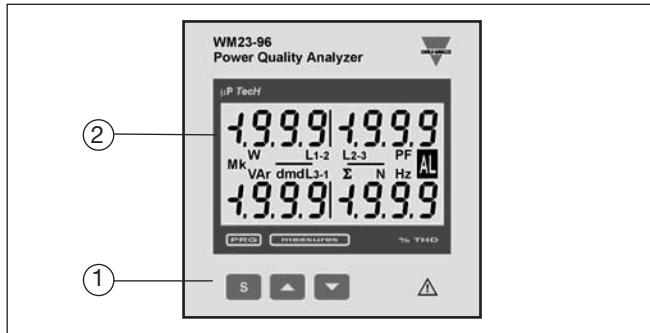 WM23-96
Power Quality Analyzer
CARLO GAVAZZI
µP TecH
-1.9.9.9 -1.9.9.9
W L1-2 L2-3 PF
Mk AL
VAr dmd L3-1 Σ N Hz
-1.9.9.9 -1.9.9.9
PRG measures % THD
S
2
1